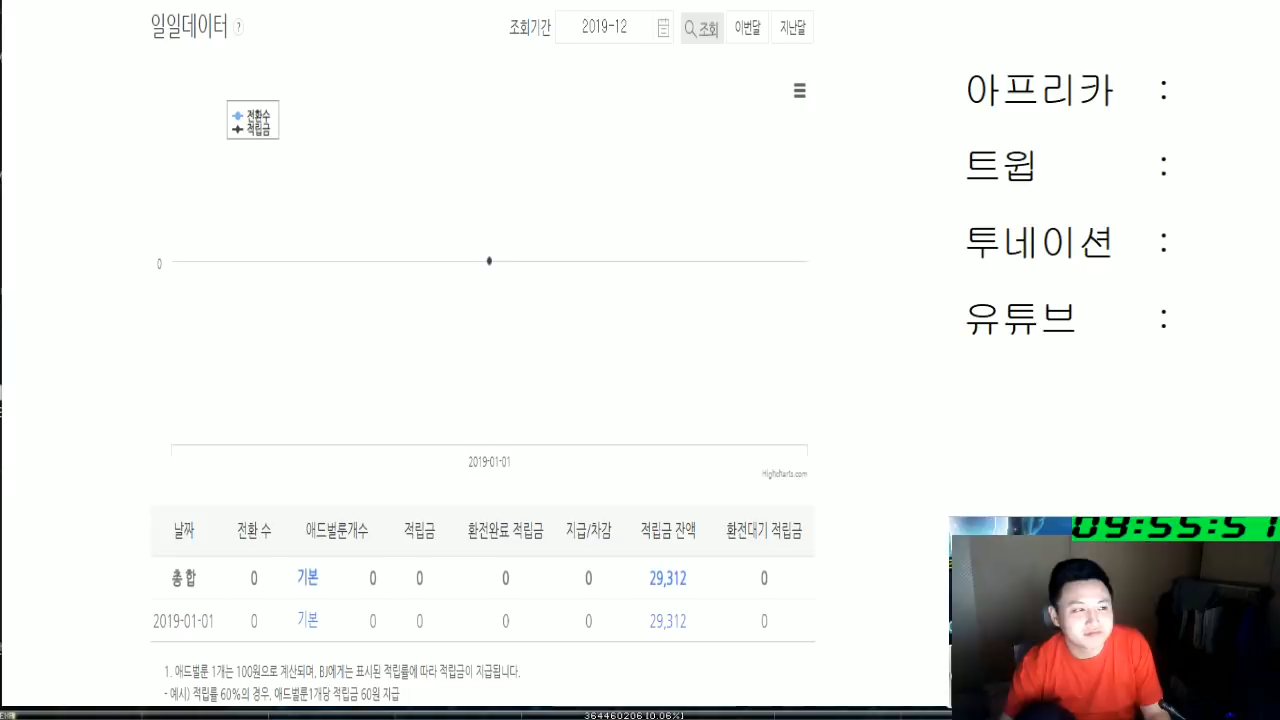 일일데이터 ?
조회기간 2019-12 조회 이번달 지난달
전환수
적립금
0
2019-01-01
Highcharts.com
날짜 전환 수 애드벌룬개수 적립금 환전완료 적립금 지급/차감 적립금 잔액 환전대기 적립금
총 합 0 기본 0 0 0 0 29,312 0
2019-01-01 0 기본 0 0 0 0 29,312 0
1. 애드벌룬 1개는 100원으로 계산되며, BJ에게는 표시된 적립률에 따라 적립금이 지급됩니다.
- 예시) 적립률 60%의 경우, 애드벌룬1개당 적립금 60원 지급
아프리카 :
트윕 :
투네이션 :
유튜브 :
09:55:51
364460206 [0.06%]